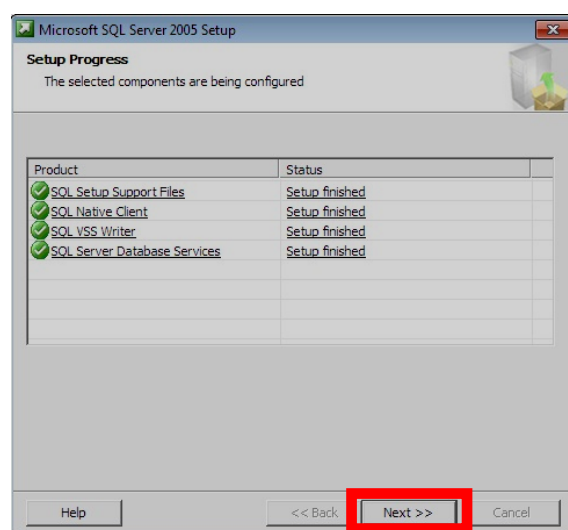 Microsoft SQL Server 2005 Setup
Setup Progress
The selected components are being configured
Product Status
SQL Setup Support Files Setup finished
SQL Native Client Setup finished
SQL VSS Writer Setup finished
SQL Server Database Services Setup finished
Help << Back Next >> Cancel